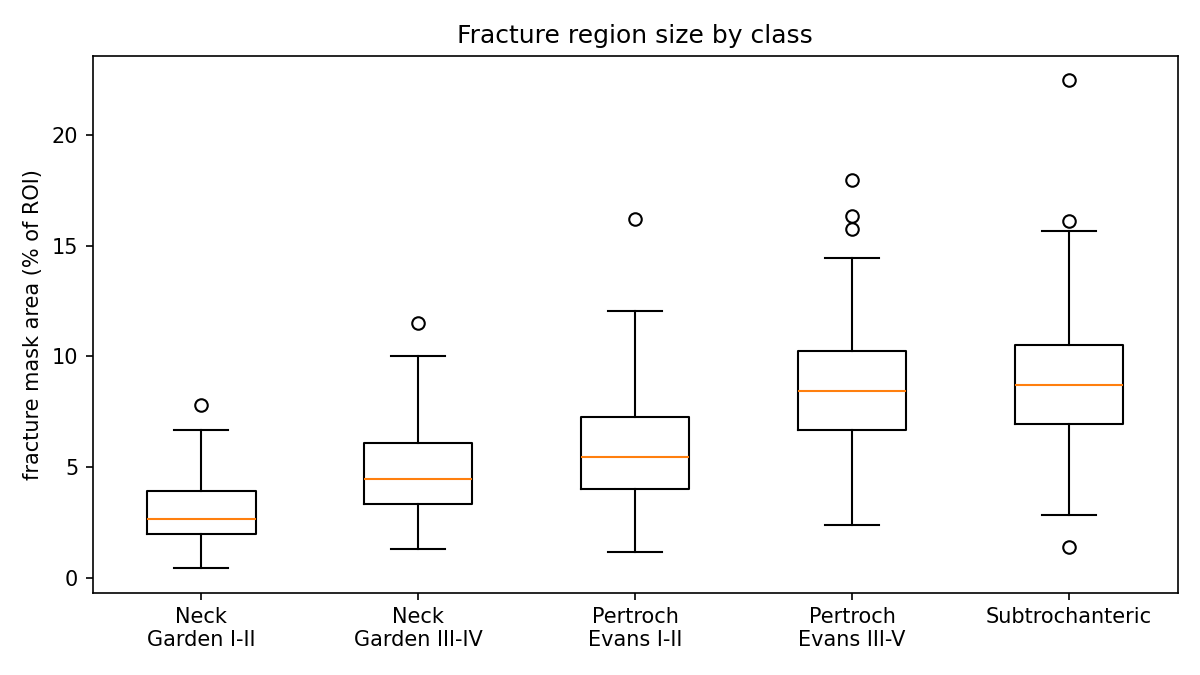 Fracture region size by class
fracture mask area (% of ROI)
20
15
10
5
0
Neck
Garden I-II
Neck
Garden III-IV
Pertroch
Evans I-II
Pertroch
Evans III-V
Subtrochanteric